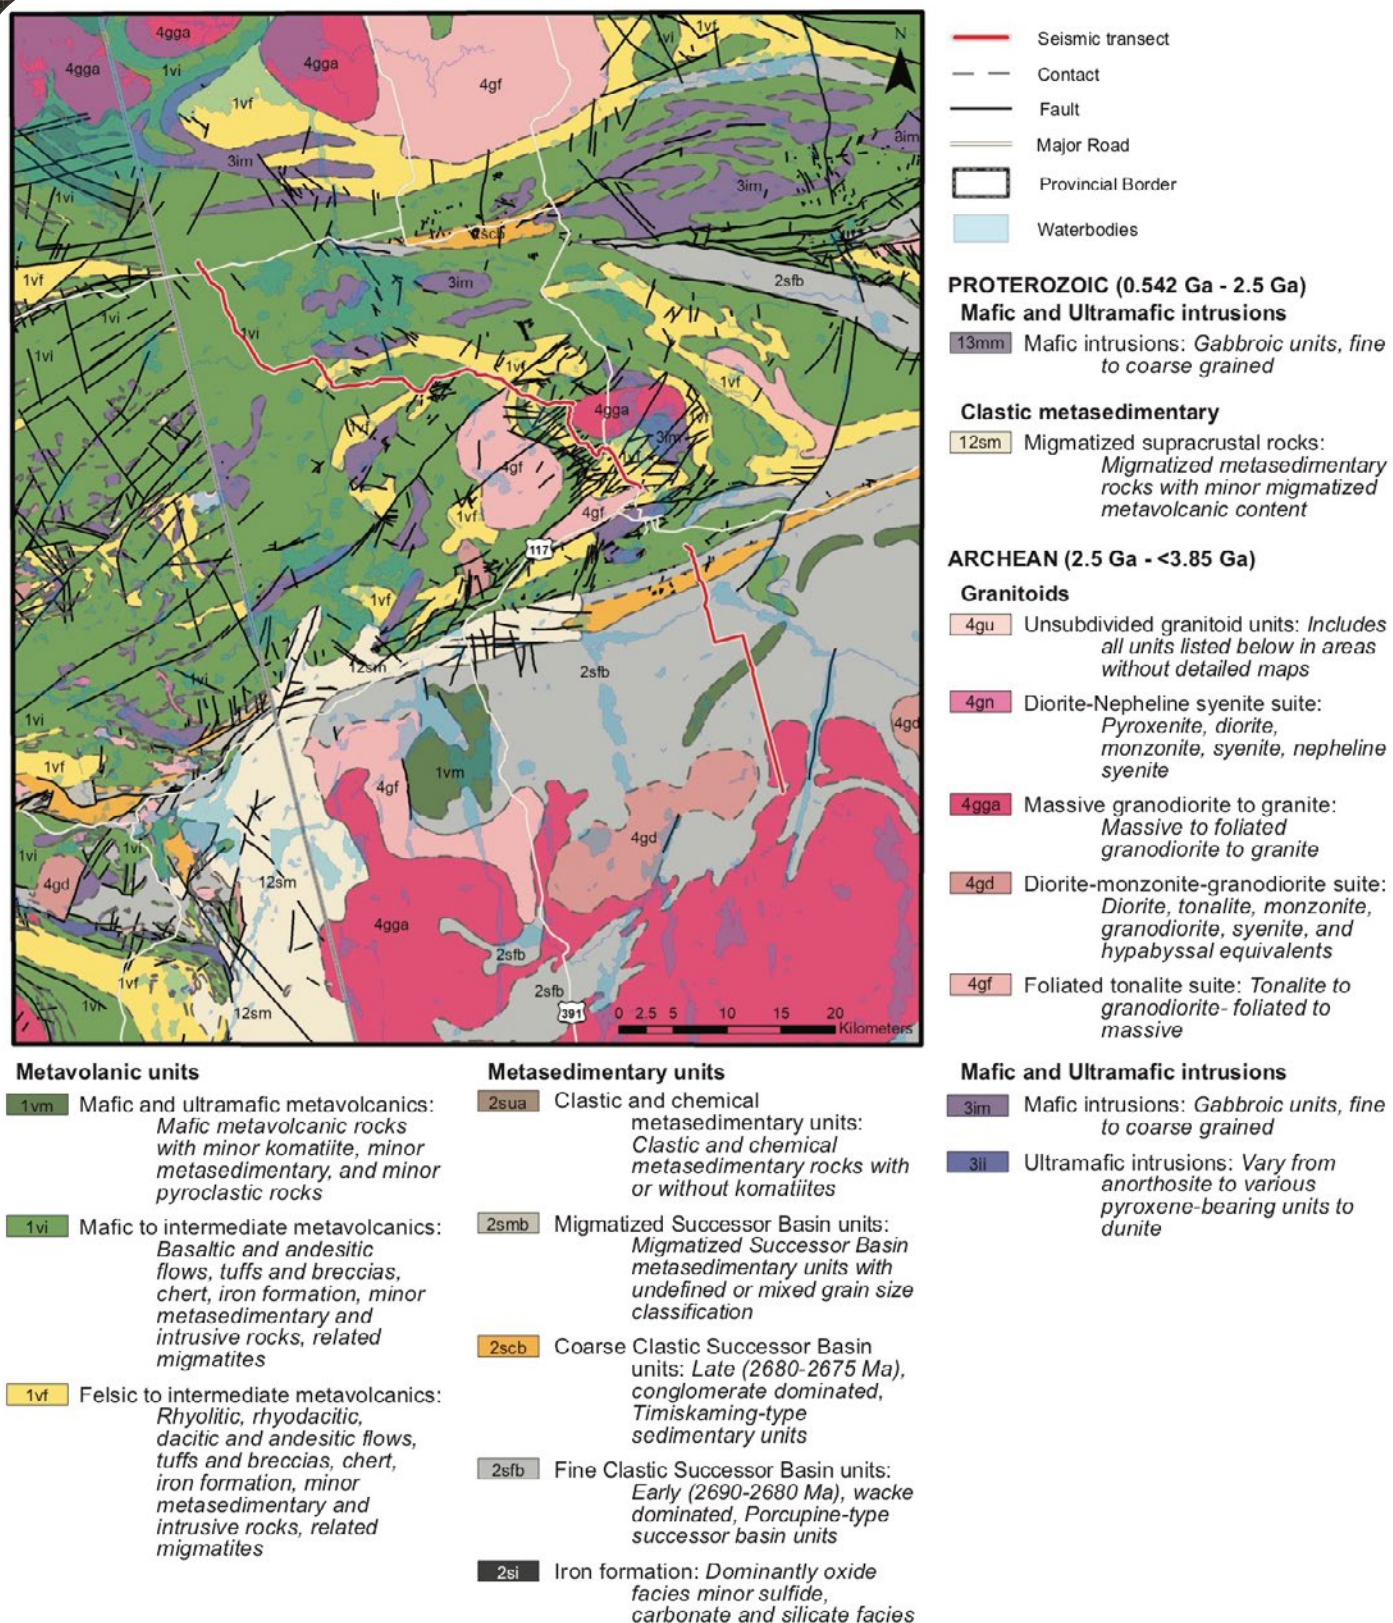 4gga
4gga
1vi
4gga
1vf
4gf
vi
1vf
N
3im
3im
3im
1vi
2scb
1vf
3im
2sfb
1vi
1vi
1vi
1vf
1vf
4gga
3im
1vf
1vf
4gf
1vf
4gf
117
1vf
12sm
2sfb
1vi
1vi
4gd
1vf
1vm
4gf
4gd
1vi
1vi
4gd
12sm
4gga
2sfb
2sfb
1vf
1vi
12sm
391
0 2.5 5 10 15 20
Kilometers
Seismic transect
Contact
Fault
Major Road
Provincial Border
Waterbodies
PROTEROZOIC (0.542 Ga - 2.5 Ga)
Mafic and Ultramafic intrusions
13mm Mafic intrusions: Gabbroic units, fine
to coarse grained
Clastic metasedimentary
12sm Migmatized supracrustal rocks:
Migmatized metasedimentary
rocks with minor migmatized
metavolcanic content
ARCHEAN (2.5 Ga - <3.85 Ga)
Granitoids
4gu Unsubdivided granitoid units: Includes
all units listed below in areas
without detailed maps
4gn Diorite-Nepheline syenite suite:
Pyroxenite, diorite,
monzonite, syenite, nepheline
syenite
4gga Massive granodiorite to granite:
Massive to foliated
granodiorite to granite
4gd Diorite-monzonite-granodiorite suite:
Diorite, tonalite, monzonite,
granodiorite, syenite, and
hypabyssal equivalents
4gf Foliated tonalite suite: Tonalite to
granodiorite- foliated to
massive
Mafic and Ultramafic intrusions
3im Mafic intrusions: Gabbroic units, fine
to coarse grained
3ii Ultramafic intrusions: Vary from
anorthosite to various
pyroxene-bearing units to
dunite
Metavolanic units
1vm Mafic and ultramafic metavolcanics:
Mafic metavolcanic rocks
with minor komatiite, minor
metasedimentary, and minor
pyroclastic rocks
1vi Mafic to intermediate metavolcanics:
Basaltic and andesitic
flows, tuffs and breccias,
chert, iron formation, minor
metasedimentary and
intrusive rocks, related
migmatites
1vf Felsic to intermediate metavolcanics:
Rhyolitic, rhyodacitic,
dacitic and andesitic flows,
tuffs and breccias, chert,
iron formation, minor
metasedimentary and
intrusive rocks, related
migmatites
Metasedimentary units
2sua Clastic and chemical
metasedimentary units:
Clastic and chemical
metasedimentary rocks with
or without komatiites
2smb Migmatized Successor Basin units:
Migmatized Successor Basin
metasedimentary units with
undefined or mixed grain size
classification
2scb Coarse Clastic Successor Basin
units: Late (2680-2675 Ma),
conglomerate dominated,
Timiskaming-type
sedimentary units
2sfb Fine Clastic Successor Basin units:
Early (2690-2680 Ma), wacke
dominated, Porcupine-type
successor basin units
2si Iron formation: Dominantly oxide
facies minor sulfide,
carbonate and silicate facies